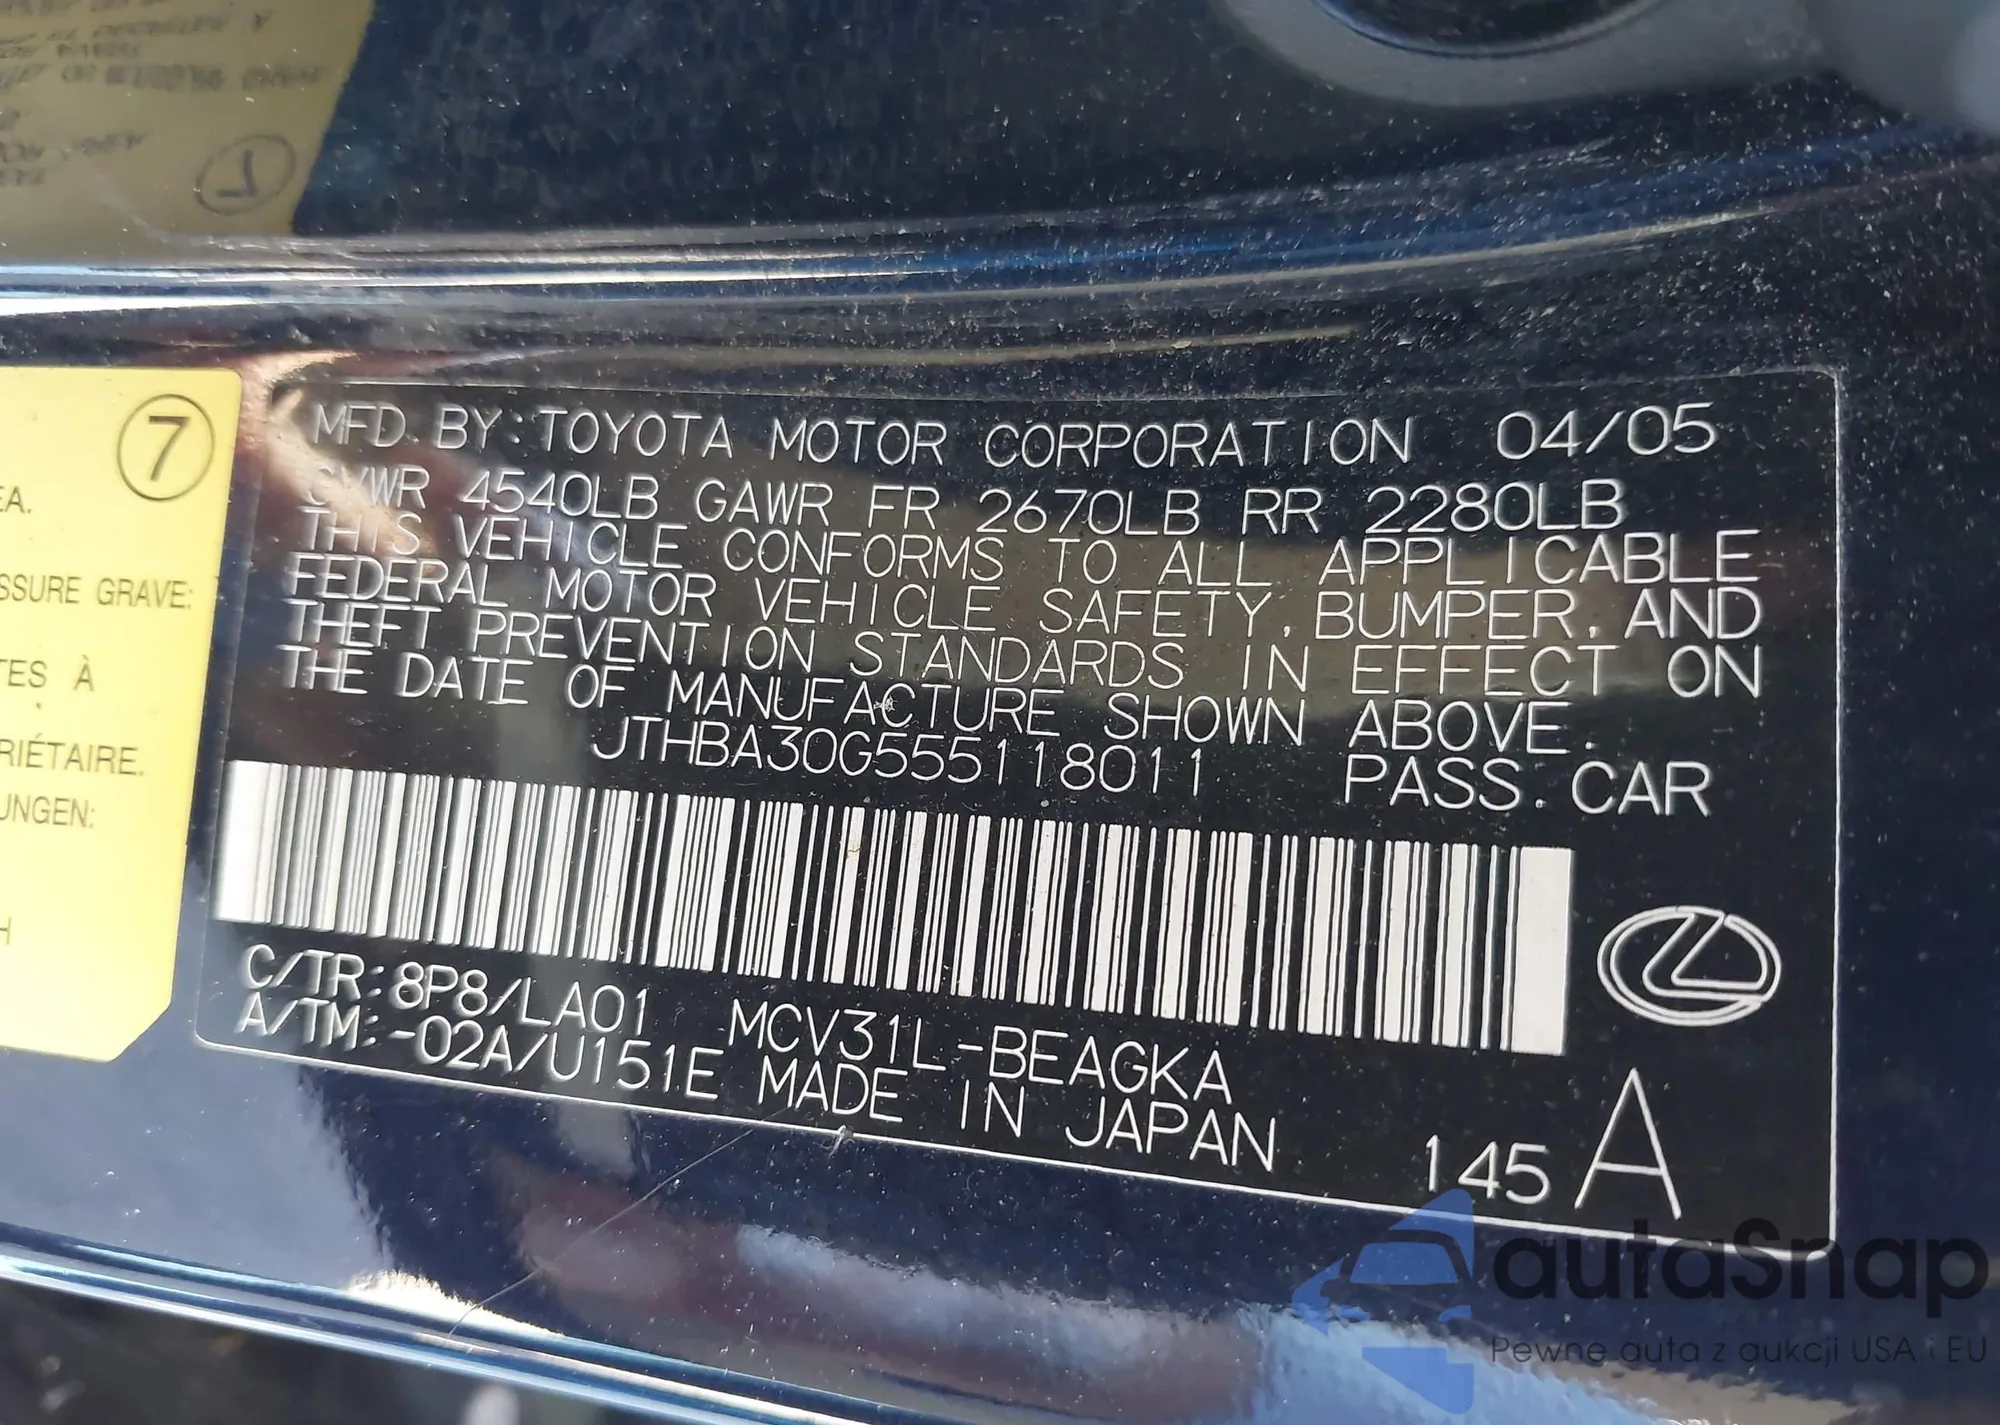 MFD. BY: TOYOTA MOTOR CORPORATION 04/05
GVWR 4540LB GAWR FR 2670LB RR 2280LB
THIS VEHICLE CONFORMS TO ALL APPLICABLE
FEDERAL MOTOR VEHICLE SAFETY, BUMPER, AND
THEFT PREVENTION STANDARDS IN EFFECT ON
THE DATE OF MANUFACTURE SHOWN ABOVE.
JTHBA30G555118011 PASS. CAR
C/TR: 8P8/LA01 MCV31L-BEAGKA
A/TM: -02A/U151E MADE IN JAPAN
145 A
7
EA.
SSURE GRAVE:
TES À
RIÉTAIRE.
UNGEN:
H
autaSnap
Pewne auta z aukcji USA i EU